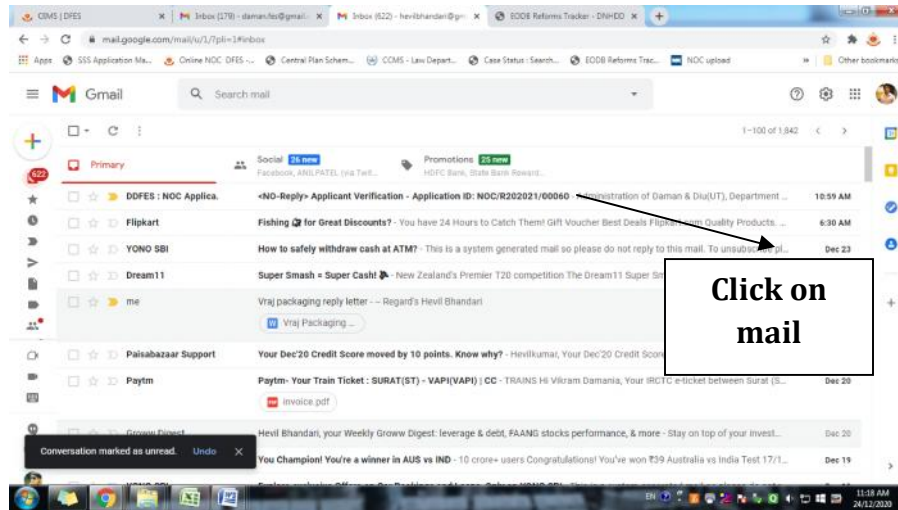 OIMS | DFES
Inbox (179) - daman.fes@gmail.
Inbox (622) - hevilbhandari@gm
EODB Reforms Tracker - DNHDD
mail.google.com/mail/u/1/?pli=1#inbox
Apps
SSS Application Ma...
Online NOC DFES -...
Central Plan Schem...
CCMS - Law Depart...
Case Status : Search...
EODB Reforms Trac...
NOC upload
Other bookmarks
Gmail
Search mail
1-100 of 1,842
622
Primary
Social 26 new
Facebook, ANILPATEL (via Twit...
Promotions 25 new
HDFC Bank, Bharat Bank Reward...
DDFES : NOC Applica. <NO-Reply> Applicant Verification - Application ID: NOC/R202021/00060 - Administration of Daman & Diu(UT), Department ... 10:59 AM
Flipkart Fishing for Great Discounts? - You have 24 Hours to Catch Them! Gift Voucher Best Deals Flipkart.com Quality Products. ... 6:30 AM
YONO SBI How to safely withdraw cash at ATM? - This is a system generated mail so please do not reply to this mail. To unsubscribe pl... Dec 23
Dream11 Super Smash = Super Cash! - New Zealand's Premier T20 competition The Dream11 Super Sm
me Vraj packaging reply letter - -- Regard's Hevil Bhandari
Vraj Packaging ...
Click on
mail
Paisabazaar Support Your Dec'20 Credit Score moved by 10 points. Know why? - Hevilkumar, Your Dec'20 Credit Score
Paytm Paytm- Your Train Ticket : SURAT(ST) - VAPI(VAPI) | CC - TRAINS Hi Vikram Damania, Your IRCTC e-ticket between Surat (S... Dec 20
invoice.pdf
Groww Digest Hevil Bhandari, your Weekly Groww Digest: leverage & debt, FAANG stocks performance, & more - Stay on top of your invest... Dec 20
Conversation marked as unread. Undo
You Champion! You're a winner in AUS vs IND - 10 crore+ users Congratulations! You've won ₹39 Australia vs India Test 17/1... Dec 19
EN
11:18 AM
24/12/2020